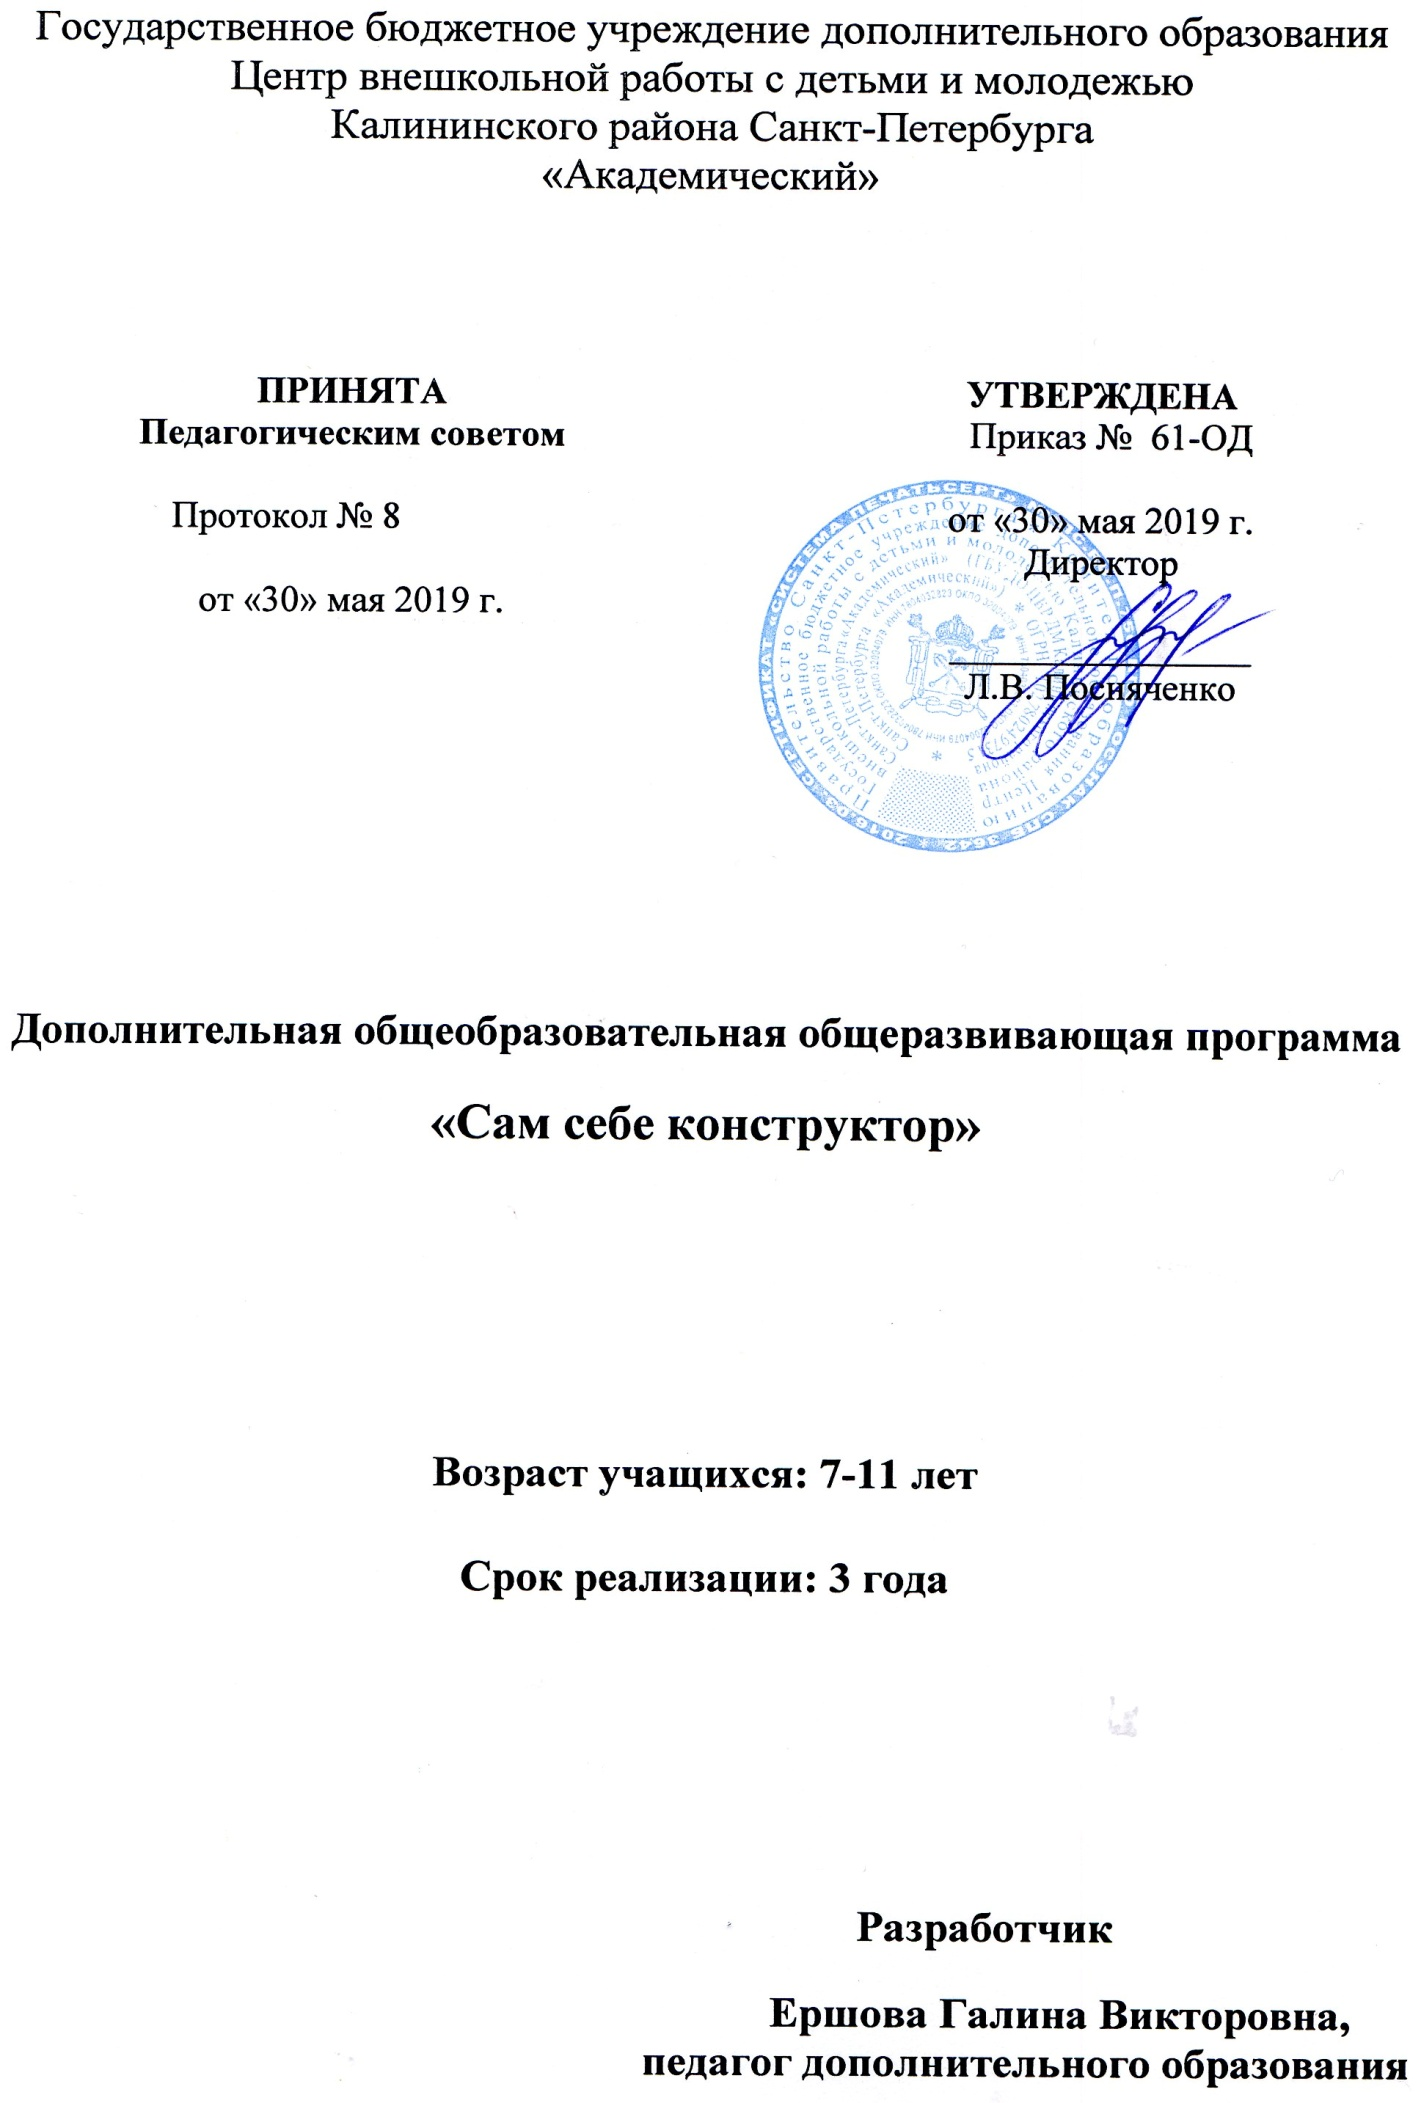 Государственное бюджетное учреждение дополнительного образования
Центр внешкольной работы с детьми и молодежью
Калининского района Санкт-Петербурга
«Академический»
ПРИНЯТА
Педагогическим советом
Протокол № 8
от «30» мая 2019 г.
УТВЕРЖДЕНА
Приказ № 61-ОД
от «30» мая 2019 г.
Директор
Л.В. Посняченко
Дополнительная общеобразовательная общеразвивающая программа
«Сам себе конструктор»
Возраст учащихся: 7-11 лет
Срок реализации: 3 года
Разработчик
Ершова Галина Викторовна,
педагог дополнительного образования